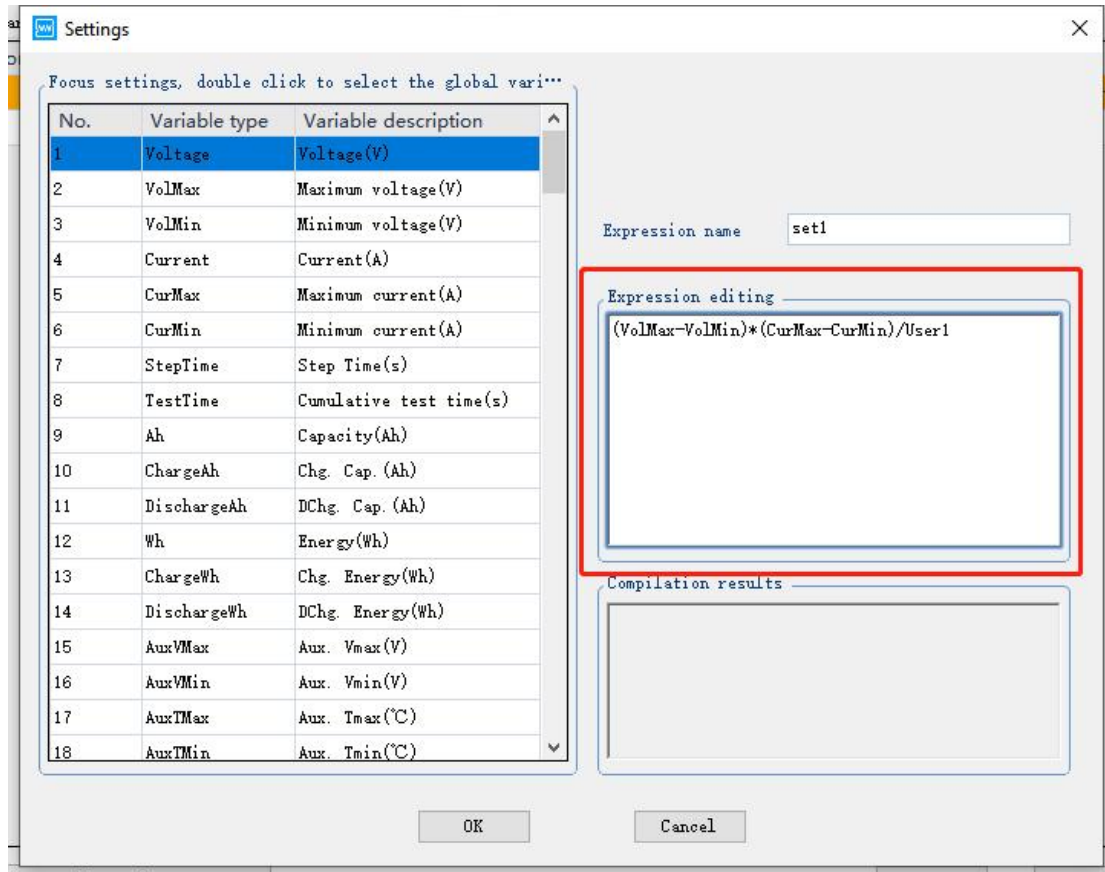 Settings
Focus settings, double click to select the global vari…
No. Variable type Variable description
1 Voltage Voltage(V)
2 VolMax Maximum voltage(V)
3 VolMin Minimum voltage(V)
4 Current Current(A)
5 CurMax Maximum current(A)
6 CurMin Minimum current(A)
7 StepTime Step Time(s)
8 TestTime Cumulative test time(s)
9 Ah Capacity(Ah)
10 ChargeAh Chg. Cap.(Ah)
11 DischargeAh DChg. Cap.(Ah)
12 Wh Energy(Wh)
13 ChargeWh Chg. Energy(Wh)
14 DischargeWh DChg. Energy(Wh)
15 AuxVMax Aux. Vmax(V)
16 AuxVMin Aux. Vmin(V)
17 AuxTMax Aux. Tmax(℃)
18 AuxTMin Aux. Tmin(℃)
Expression name set1
Expression editing
(VolMax-VolMin)*(CurMax-CurMin)/User1
Compilation results
OK Cancel